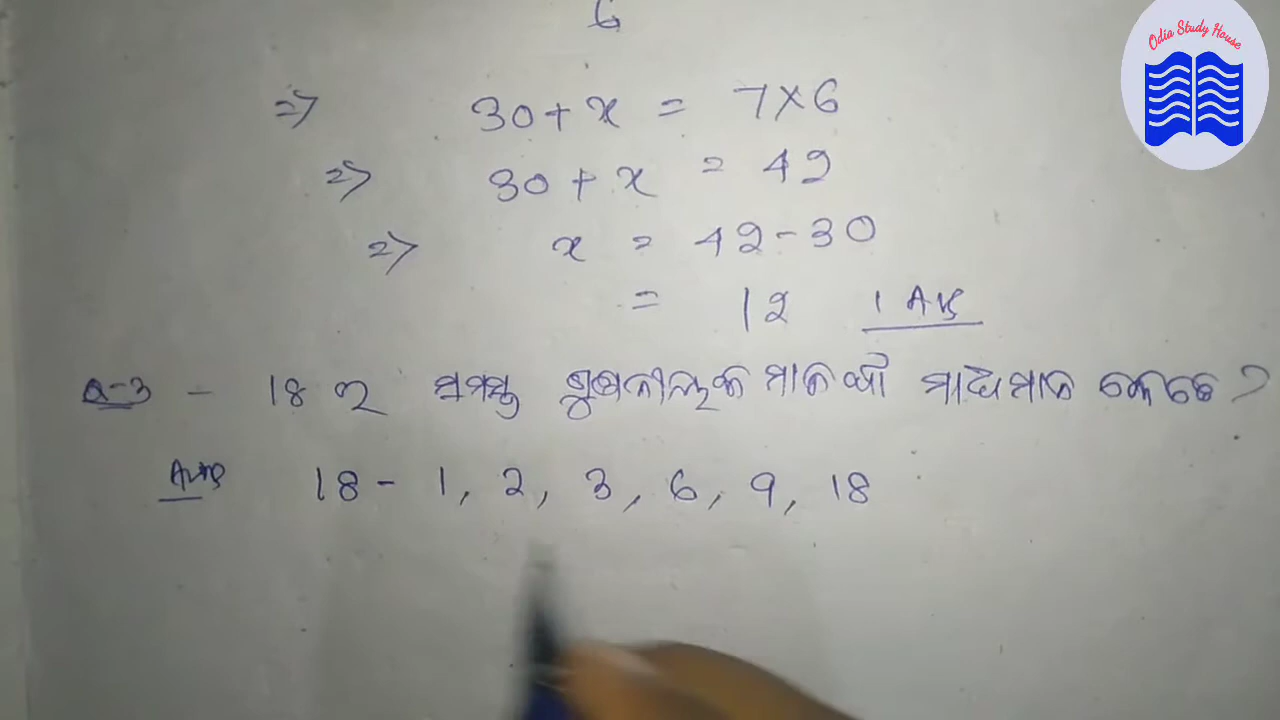 6
Odia Study House
=> 30 + x = 7×6
=> 30 + x = 42
=> x = 42 - 30
= 12 । Ans
Q-3 - 18 ର ସମସ୍ତ ଗୁଣନୀୟକ ମାନଙ୍କ ମାଧ୍ୟମାନ କେତେ ?
Ans 18 - 1, 2, 3, 6, 9, 18